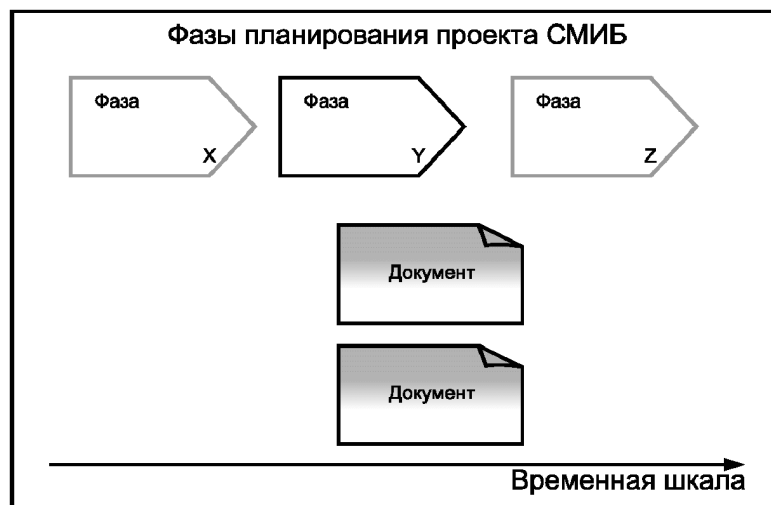 Фазы планирования проекта СМИБ
Фаза
X
Фаза
Y
Фаза
Z
Документ
Документ
Временная шкала